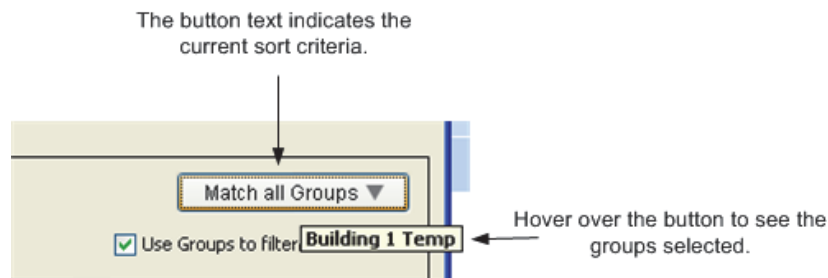 The button text indicates the
current sort criteria.
Match all Groups
Use Groups to filter
Building 1 Temp
Hover over the button to see the
groups selected.